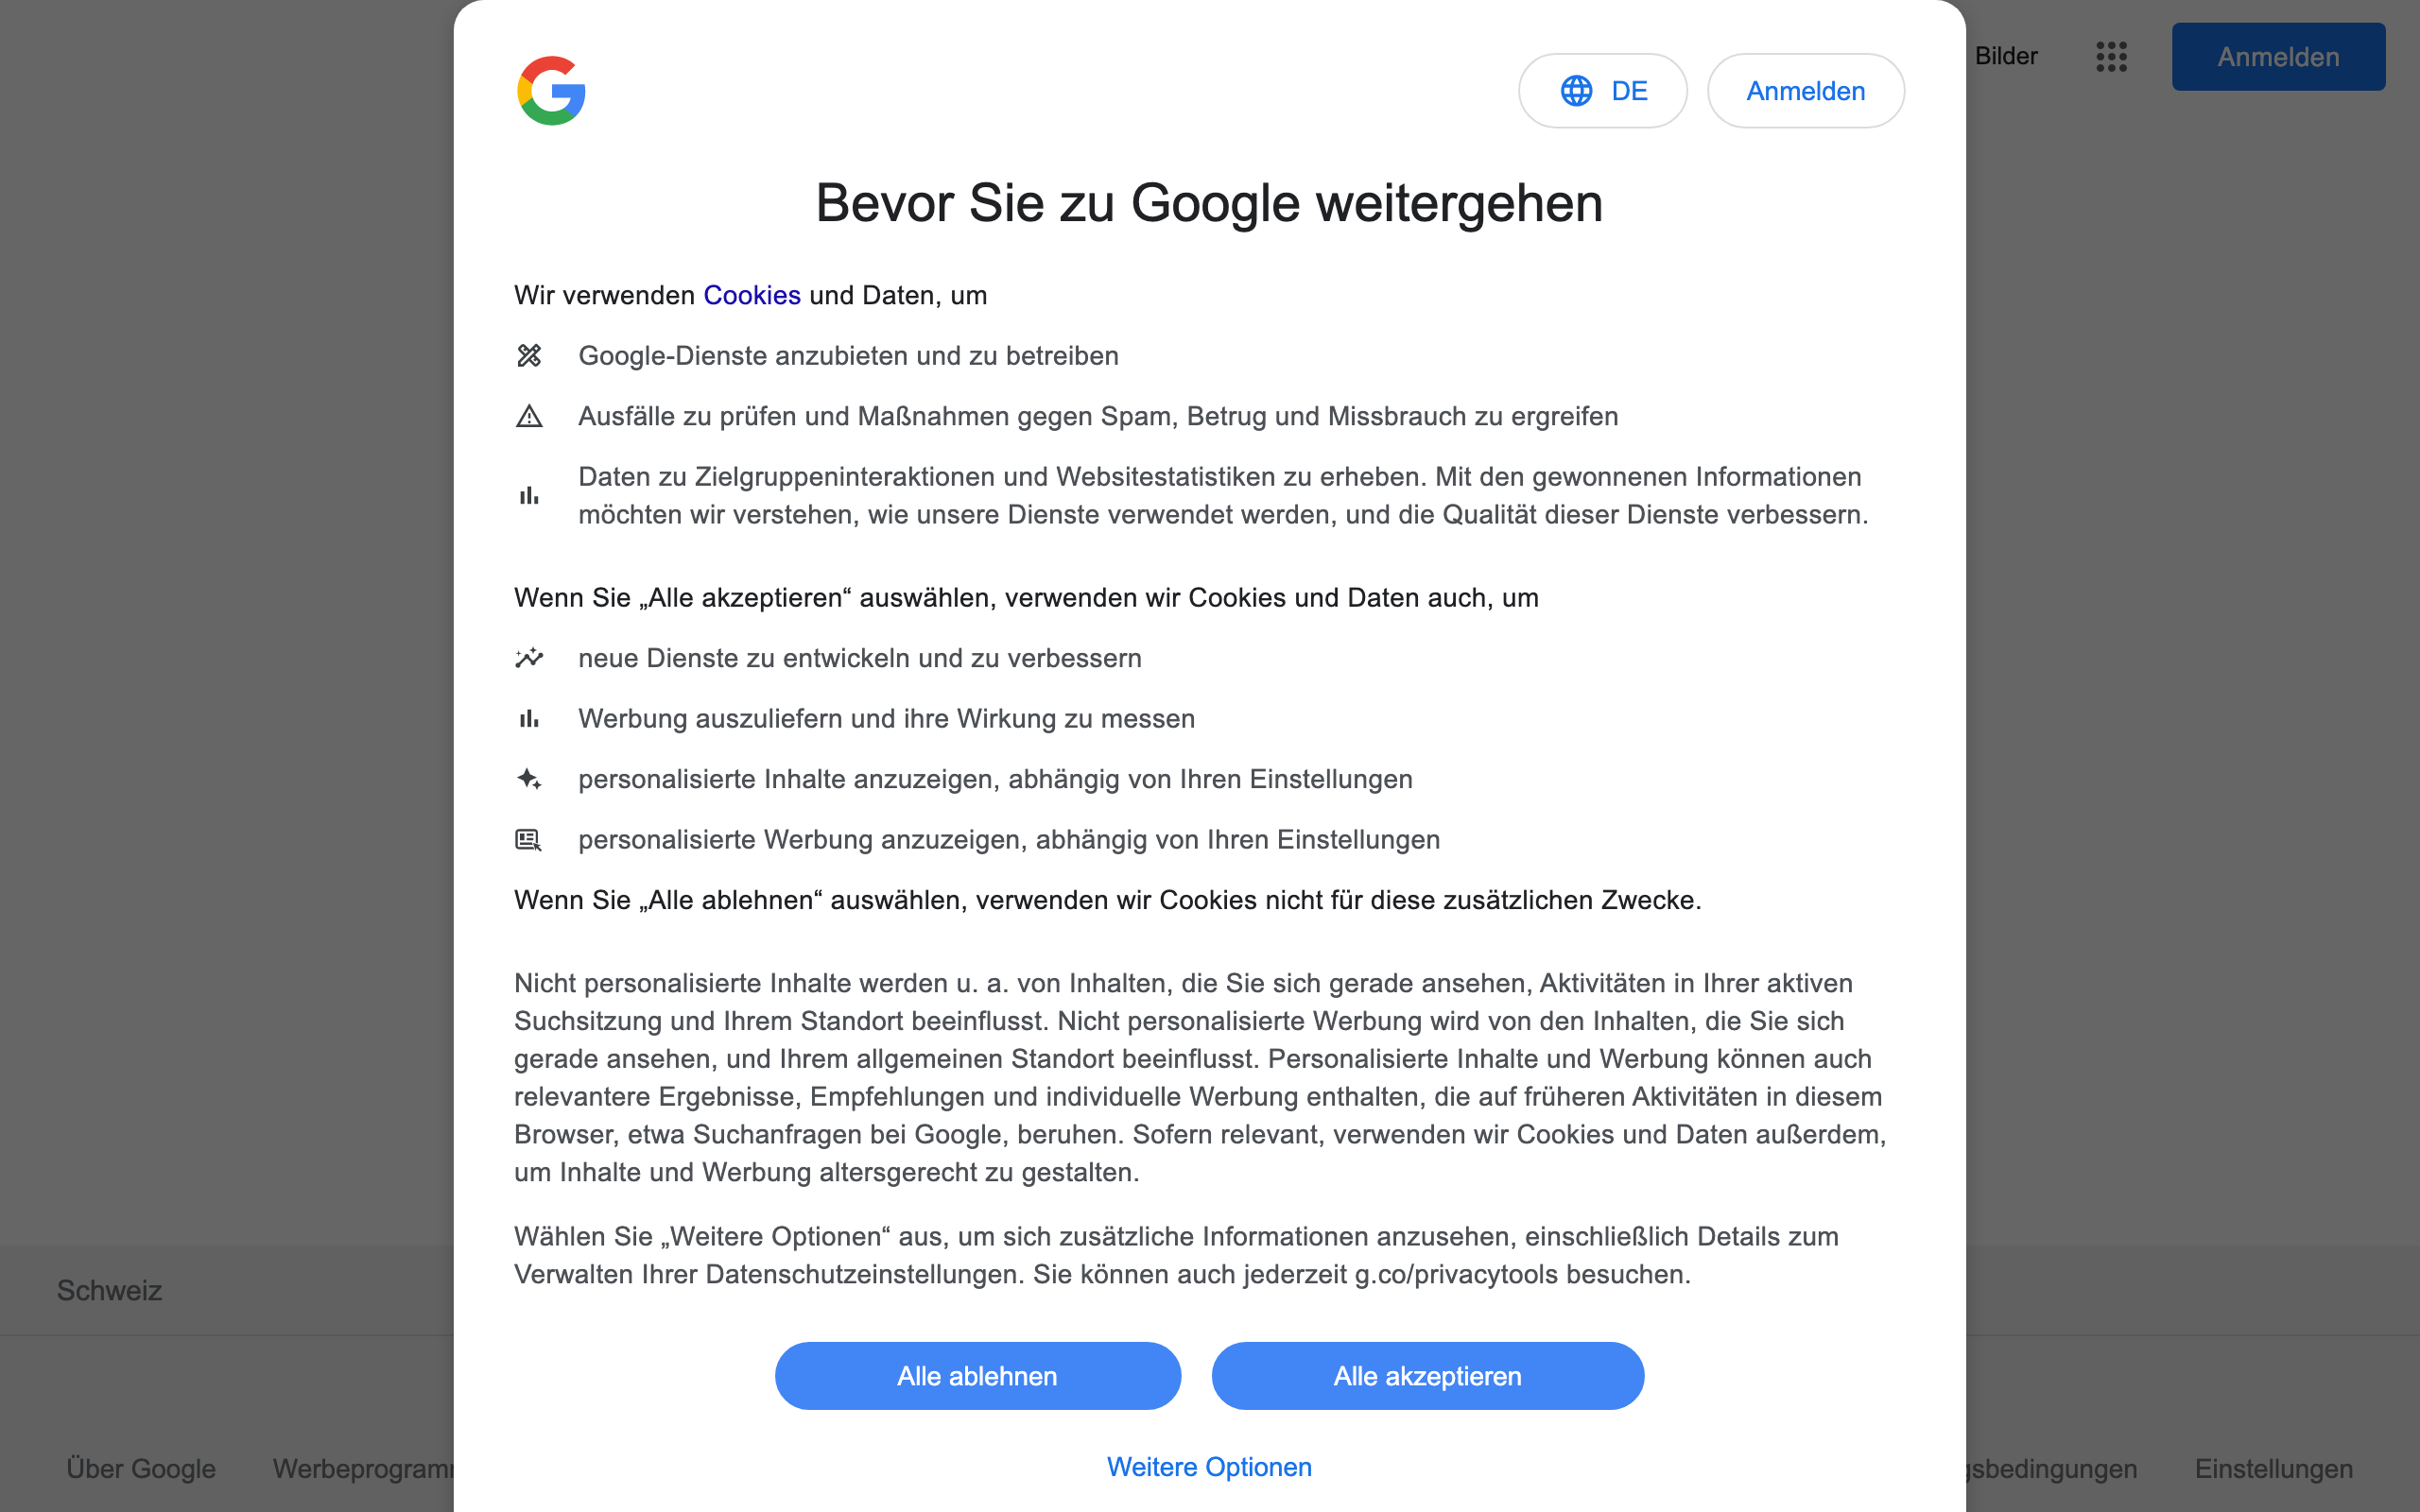 Bilder
Anmelden
DE
Anmelden
Bevor Sie zu Google weitergehen
Wir verwenden Cookies und Daten, um
Google-Dienste anzubieten und zu betreiben
Ausfälle zu prüfen und Maßnahmen gegen Spam, Betrug und Missbrauch zu ergreifen
Daten zu Zielgruppeninteraktionen und Websitestatistiken zu erheben. Mit den gewonnenen Informationen
möchten wir verstehen, wie unsere Dienste verwendet werden, und die Qualität dieser Dienste verbessern.
Wenn Sie „Alle akzeptieren“ auswählen, verwenden wir Cookies und Daten auch, um
neue Dienste zu entwickeln und zu verbessern
Werbung auszuliefern und ihre Wirkung zu messen
personalisierte Inhalte anzuzeigen, abhängig von Ihren Einstellungen
personalisierte Werbung anzuzeigen, abhängig von Ihren Einstellungen
Wenn Sie „Alle ablehnen“ auswählen, verwenden wir Cookies nicht für diese zusätzlichen Zwecke.
Nicht personalisierte Inhalte werden u. a. von Inhalten, die Sie sich gerade ansehen, Aktivitäten in Ihrer aktiven
Suchsitzung und Ihrem Standort beeinflusst. Nicht personalisierte Werbung wird von den Inhalten, die Sie sich
gerade ansehen, und Ihrem allgemeinen Standort beeinflusst. Personalisierte Inhalte und Werbung können auch
relevantere Ergebnisse, Empfehlungen und individuelle Werbung enthalten, die auf früheren Aktivitäten in diesem
Browser, etwa Suchanfragen bei Google, beruhen. Sofern relevant, verwenden wir Cookies und Daten außerdem,
um Inhalte und Werbung altersgerecht zu gestalten.
Wählen Sie „Weitere Optionen“ aus, um sich zusätzliche Informationen anzusehen, einschließlich Details zum
Verwalten Ihrer Datenschutzeinstellungen. Sie können auch jederzeit g.co/privacytools besuchen.
Schweiz
Alle ablehnen
Alle akzeptieren
Weitere Optionen
Über Google
Werbeprogram
gsbedingungen
Einstellungen